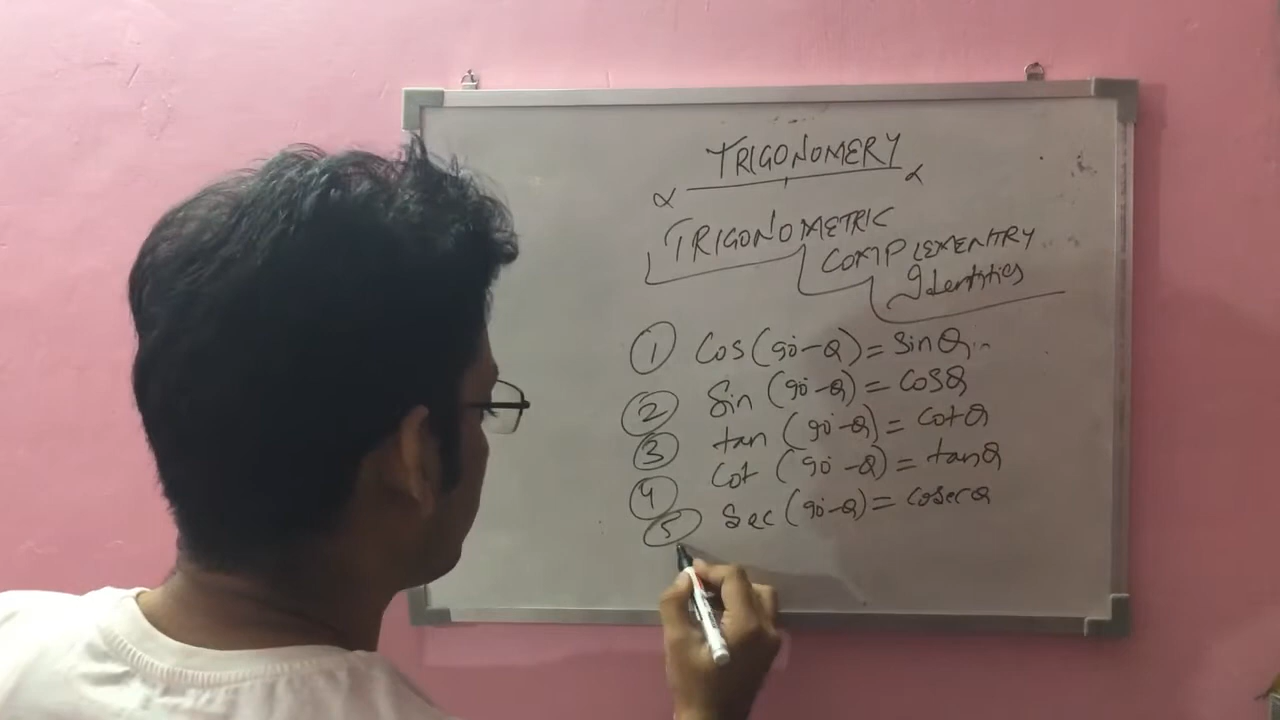 TRIGONOMERY
TRIGONOMETRIC
COMPLEMENTRY
Identities
1 Cos (90°-θ) = Sinθ
2 Sin (90°-θ) = COSθ
3 tan (90°-θ) = Cotθ
4 Cot (90°-θ) = tanθ
5 Sec (90°-θ) = Cosecθ